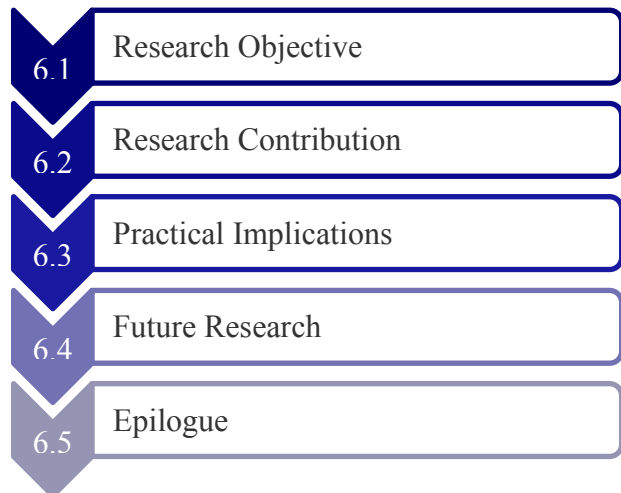 6.1 Research Objective
6.2 Research Contribution
6.3 Practical Implications
6.4 Future Research
6.5 Epilogue